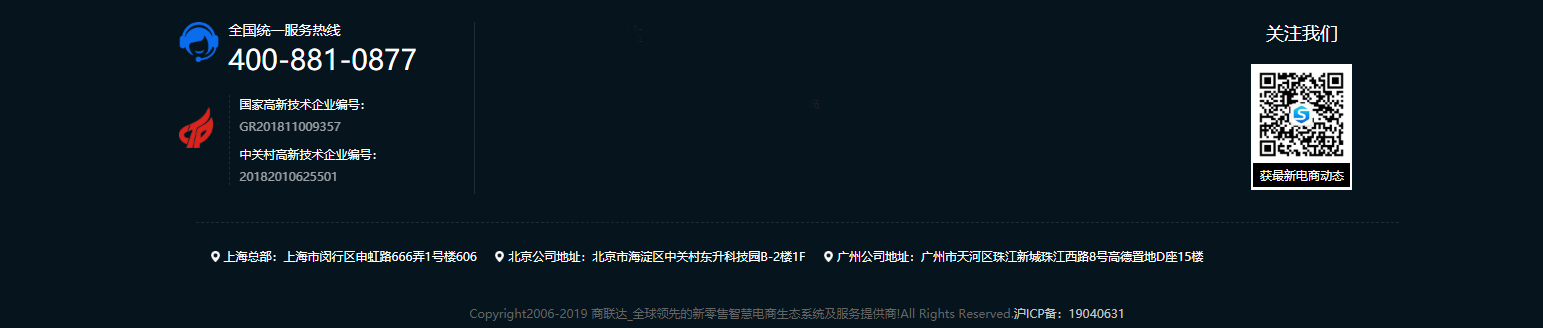 全国统一服务热线
400-881-0877
国家高新技术企业编号：
GR201811009357
中关村高新技术企业编号：
20182010625501
关注我们
获最新电商动态
上海总部：上海市闵行区申虹路666弄1号楼606 北京公司地址：北京市海淀区中关村东升科技园B-2楼1F 广州公司地址：广州市天河区珠江新城珠江西路8号高德置地D座15楼
Copyright2006-2019 商联达_全球领先的新零售智慧电商生态系统及服务提供商!All Rights Reserved.沪ICP备：19040631